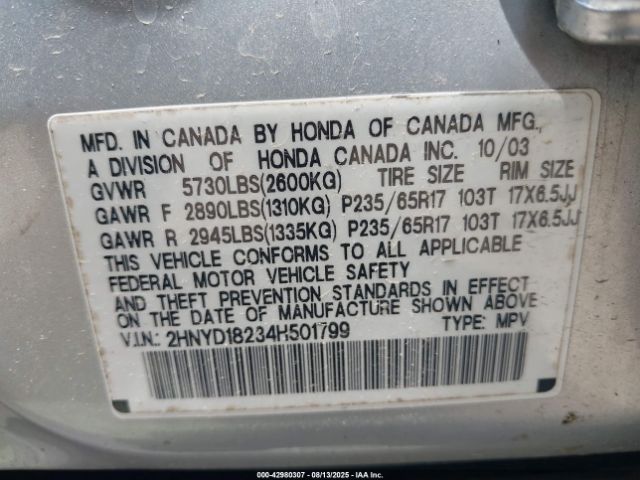 MFD. IN CANADA BY HONDA OF CANADA MFG.,
A DIVISION OF HONDA CANADA INC. 10/03
GVWR 5730LBS(2600KG) TIRE SIZE RIM SIZE
GAWR F 2890LBS(1310KG) P235/65R17 103T 17X6.5JJ
GAWR R 2945LBS(1335KG) P235/65R17 103T 17X6.5JJ
THIS VEHICLE CONFORMS TO ALL APPLICABLE
FEDERAL MOTOR VEHICLE SAFETY
AND THEFT PREVENTION STANDARDS IN EFFECT
ON THE DATE OF MANUFACTURE SHOWN ABOVE
V.I.N.: 2HNYD18234H501799 TYPE: MPV
000-42980307 - 08/13/2025 - IAA Inc.